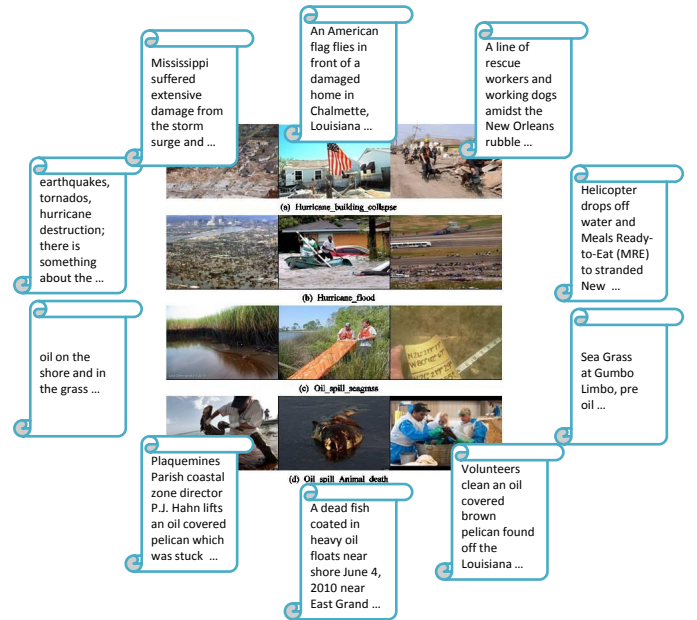 An American
flag flies in
front of a
damaged
home in
Chalmette,
Louisiana …
Mississippi
suffered
extensive
damage from
the storm
surge and …
A line of
rescue
workers and
working dogs
amidst the
New Orleans
rubble …
earthquakes,
tornados,
hurricane
destruction;
there is
something
about the …
Helicopter
drops off
water and
Meals Ready-
to-Eat (MRE)
to stranded
New …
(a) Hurricane_building_collapse
(b) Hurricane_flood
oil on the
shore and in
the grass …
Sea Grass
at Gumbo
Limbo, pre
oil …
(c) Oil_spill_seagrass
(d) Oil_spill_Animal_death
Plaquemines
Parish coastal
zone director
P.J. Hahn lifts
an oil covered
pelican which
was stuck …
A dead fish
coated in
heavy oil
floats near
shore June 4,
2010 near
East Grand …
Volunteers
clean an oil
covered
brown
pelican found
off the
Louisiana …